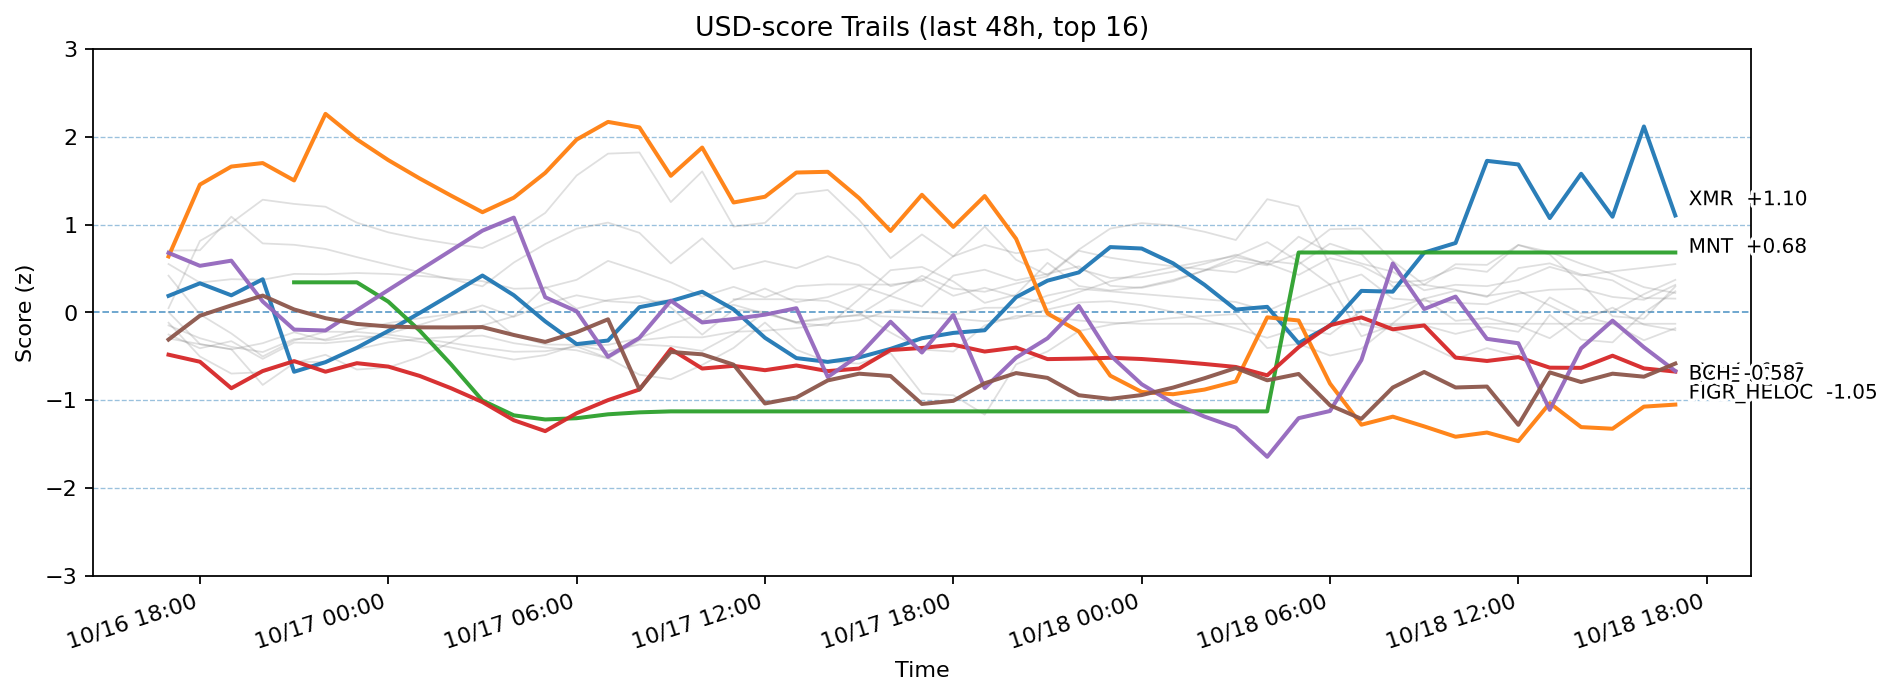 USD-score Trails (last 48h, top 16)
Score (z)
3
2
1
0
−1
−2
−3
XMR +1.10
MNT +0.68
BCH
FIGR_HELOC -1.05
10/16 18:00
10/17 00:00
10/17 06:00
10/17 12:00
10/17 18:00
10/18 00:00
10/18 06:00
10/18 12:00
10/18 18:00
Time